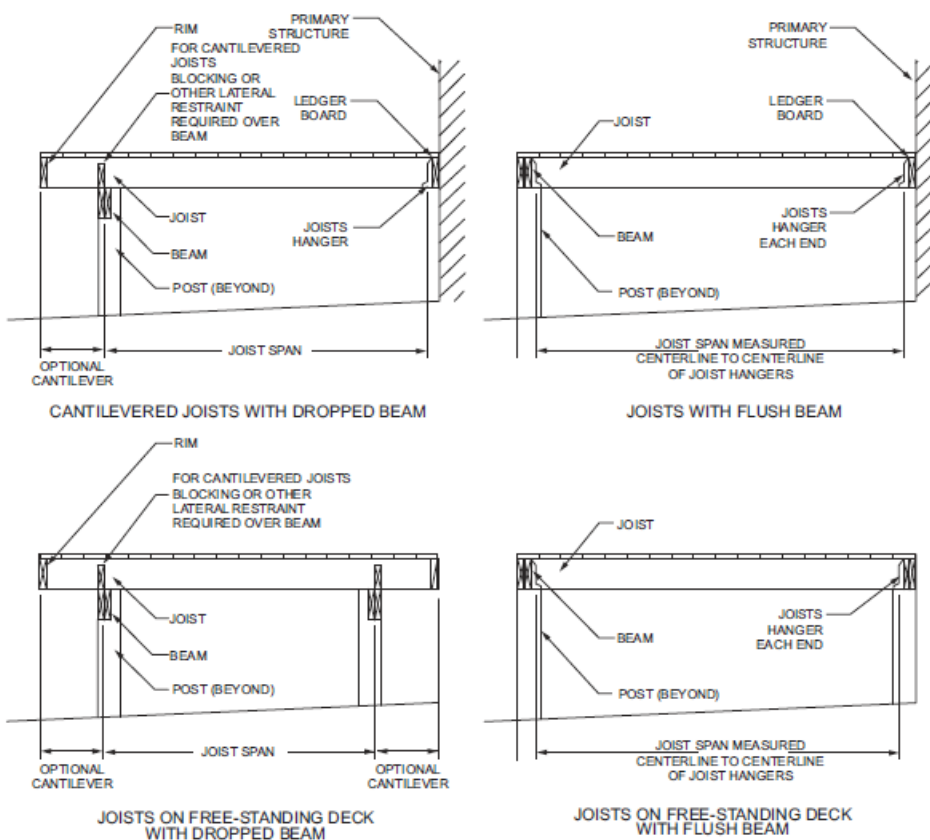 RIM
FOR CANTILEVERED
JOISTS
BLOCKING OR
OTHER LATERAL
RESTRAINT
REQUIRED OVER
BEAM
PRIMARY
STRUCTURE
LEDGER
BOARD
JOIST
JOISTS
HANGER
BEAM
POST (BEYOND)
JOIST SPAN
OPTIONAL
CANTILEVER
CANTILEVERED JOISTS WITH DROPPED BEAM
PRIMARY
STRUCTURE
LEDGER
BOARD
JOIST
JOISTS
HANGER
EACH END
BEAM
POST (BEYOND)
JOIST SPAN MEASURED
CENTERLINE TO CENTERLINE
OF JOIST HANGERS
JOISTS WITH FLUSH BEAM
RIM
FOR CANTILEVERED JOISTS
BLOCKING OR OTHER
LATERAL RESTRAINT
REQUIRED OVER BEAM
JOIST
BEAM
POST (BEYOND)
JOIST SPAN
OPTIONAL
CANTILEVER
OPTIONAL
CANTILEVER
JOISTS ON FREE-STANDING DECK
WITH DROPPED BEAM
JOIST
JOISTS
HANGER
EACH END
BEAM
POST (BEYOND)
JOIST SPAN MEASURED
CENTERLINE TO CENTERLINE
OF JOIST HANGERS
JOISTS ON FREE-STANDING DECK
WITH FLUSH BEAM